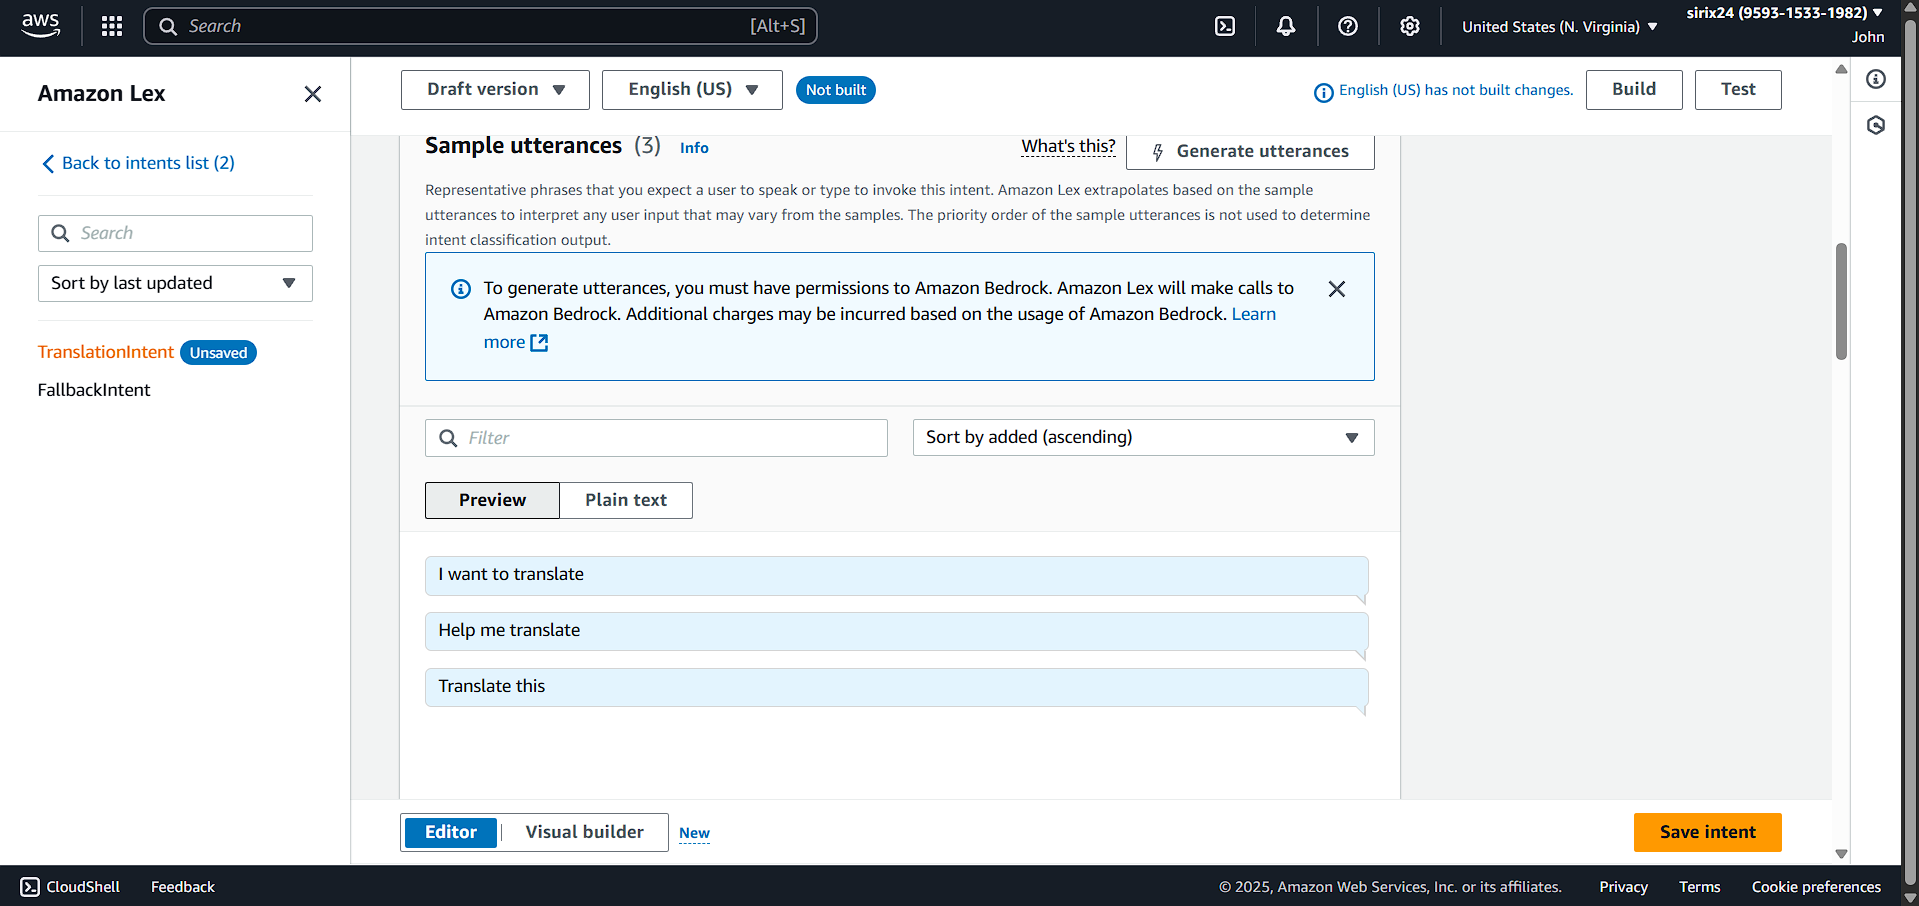 aws
Search
[Alt+S]
United States (N. Virginia)
sirix24 (9593-1533-1982)
John
Amazon Lex
Draft version
English (US)
Not built
English (US) has not built changes.
Build
Test
Back to intents list (2)
Search
Sort by last updated
TranslationIntent
Unsaved
FallbackIntent
Sample utterances (3) Info
What's this?
Generate utterances
Representative phrases that you expect a user to speak or type to invoke this intent. Amazon Lex extrapolates based on the sample
utterances to interpret any user input that may vary from the samples. The priority order of the sample utterances is not used to determine
intent classification output.
To generate utterances, you must have permissions to Amazon Bedrock. Amazon Lex will make calls to
Amazon Bedrock. Additional charges may be incurred based on the usage of Amazon Bedrock. Learn
more
Filter
Sort by added (ascending)
Preview
Plain text
I want to translate
Help me translate
Translate this
Editor
Visual builder
New
Save intent
CloudShell
Feedback
© 2025, Amazon Web Services, Inc. or its affiliates.
Privacy
Terms
Cookie preferences